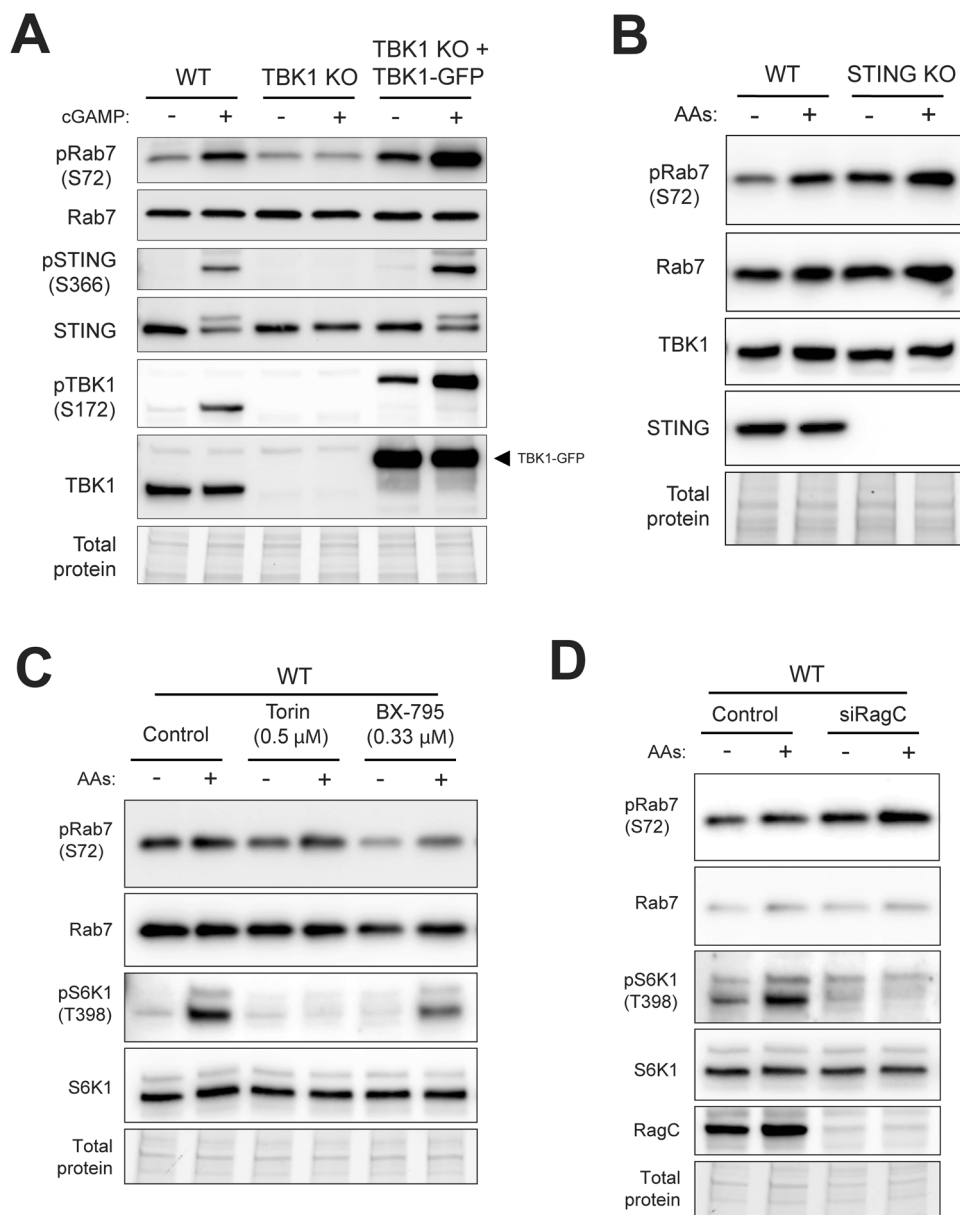 A
WT
TBK1 KO
TBK1 KO +
TBK1-GFP
cGAMP:
- + - + - +
pRab7
(S72)
Rab7
pSTING
(S366)
STING
pTBK1
(S172)
TBK1
TBK1-GFP
Total
protein
B
WT STING KO
AAs: - + - +
pRab7
(S72)
Rab7
TBK1
STING
Total
protein
C
WT
Control
Torin
(0.5 µM)
BX-795
(0.33 µM)
AAs: - + - + - +
pRab7
(S72)
Rab7
pS6K1
(T398)
S6K1
Total
protein
D
WT
Control siRagC
AAs: - + - +
pRab7
(S72)
Rab7
pS6K1
(T398)
S6K1
RagC
Total
protein